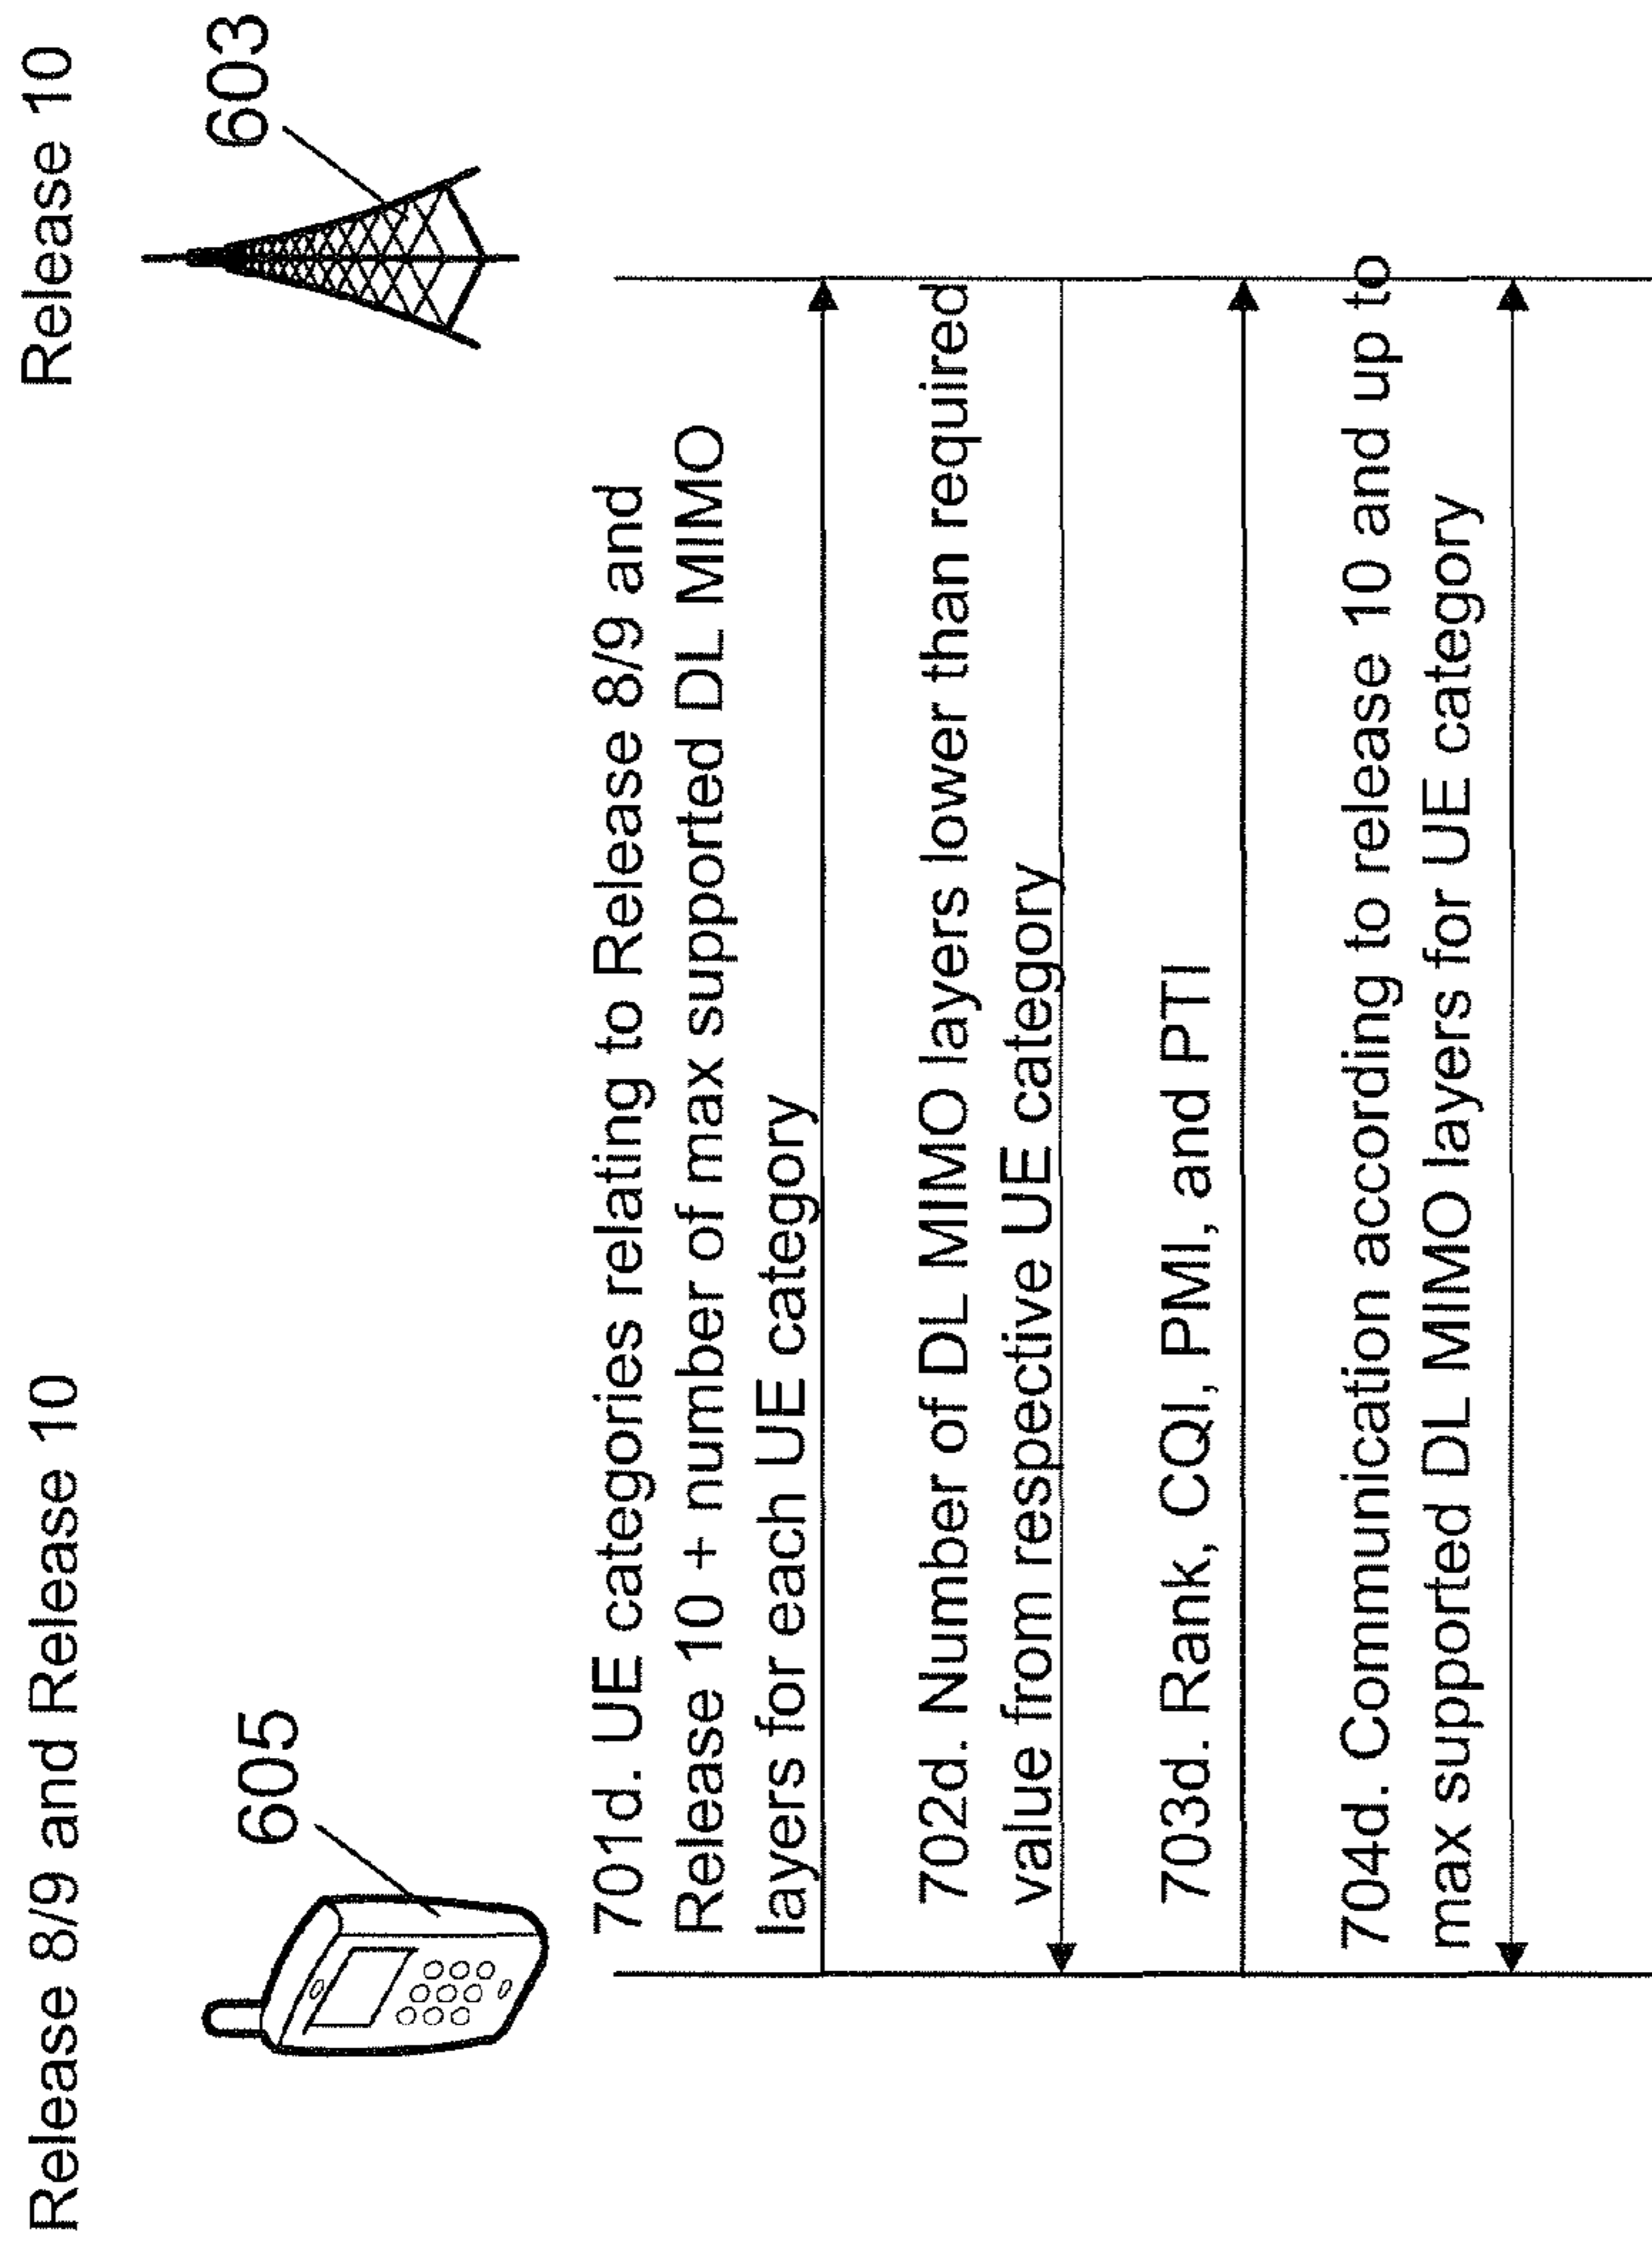 Release 8/9 and Release 10
Release 10
605
603
701d. UE categories relating to Release 8/9 and
Release 10 + number of max supported DL MIMO
layers for each UE category
702d. Number of DL MIMO layers lower than required
value from respective UE category
703d. Rank, CQI, PMI, and PTI
704d. Communication according to release 10 and up to
max supported DL MIMO layers for UE category